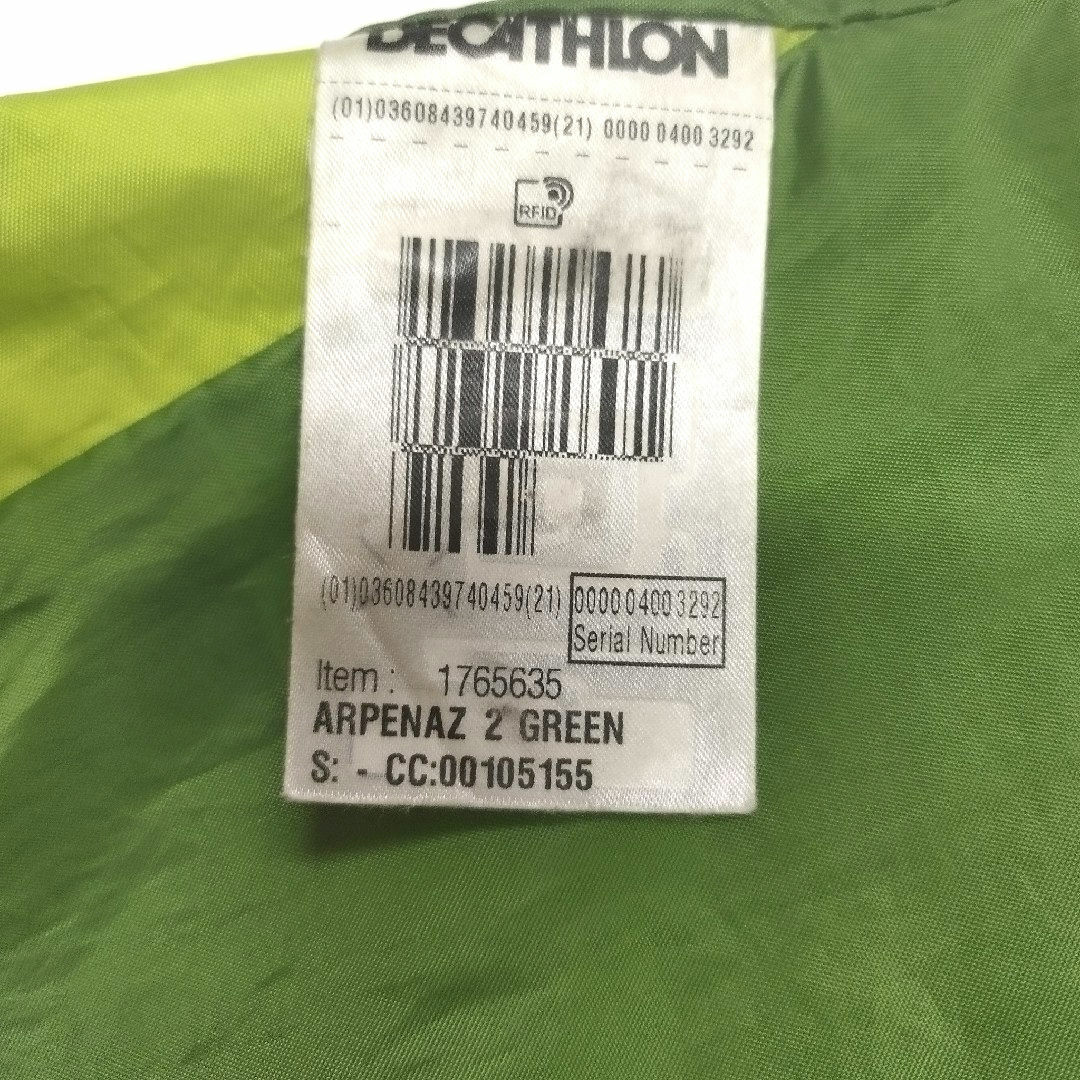 DECATHLON
(01)03608439740459(21) 0000 0400 3292
RFID
(01)03608439740459(21) 0000 0400 3292
Serial Number
Item : 1765635
ARPENAZ 2 GREEN
S: - CC:00105155